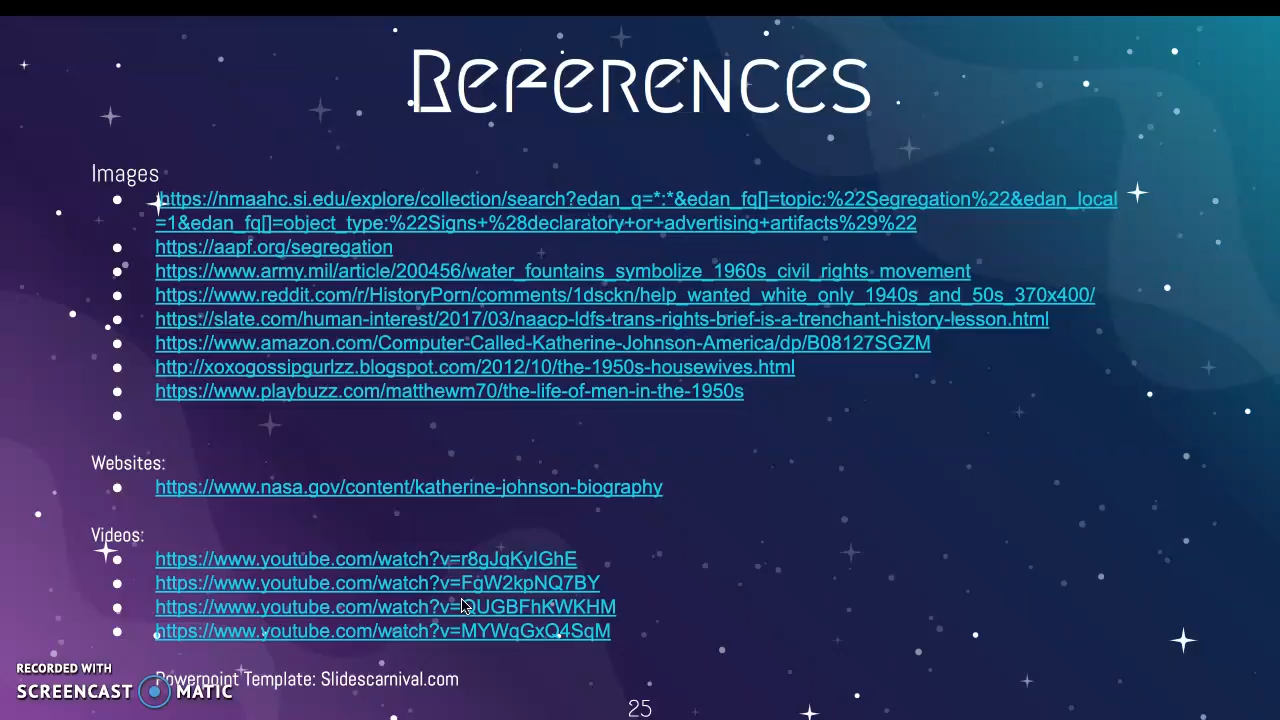 References
Images
https://nmaahc.si.edu/explore/collection/search?edan_q=*:*&edan_fq[]=topic:%22Segregation%22&edan_local
=1&edan_fq[]=object_type:%22Signs+%28declaratory+or+advertising+artifacts%29%22
https://aapf.org/segregation
https://www.army.mil/article/200456/water_fountains_symbolize_1960s_civil_rights_movement
https://www.reddit.com/r/HistoryPorn/comments/1dsckn/help_wanted_white_only_1940s_and_50s_370x400/
https://slate.com/human-interest/2017/03/naacp-ldfs-trans-rights-brief-is-a-trenchant-history-lesson.html
https://www.amazon.com/Computer-Called-Katherine-Johnson-America/dp/B08127SGZM
http://xoxogossipgurlzz.blogspot.com/2012/10/the-1950s-housewives.html
https://www.playbuzz.com/matthewm70/the-life-of-men-in-the-1950s
Websites:
https://www.nasa.gov/content/katherine-johnson-biography
Videos:
https://www.youtube.com/watch?v=r8gJqKyIGhE
https://www.youtube.com/watch?v=FgW2kpNQ7BY
https://www.youtube.com/watch?v=QUGBFhKWKHM
https://www.youtube.com/watch?v=MYWqGxQ4SqM
Powerpoint Template: Slidescarnival.com
RECORDED WITH
SCREENCAST MATIC
25